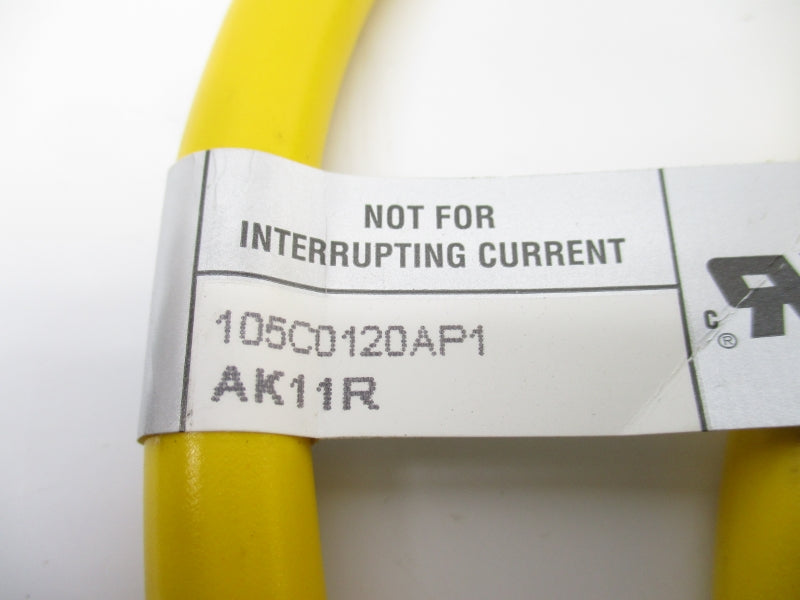 NOT FOR
INTERRUPTING CURRENT
105C0120AP1
AK11R
C
®